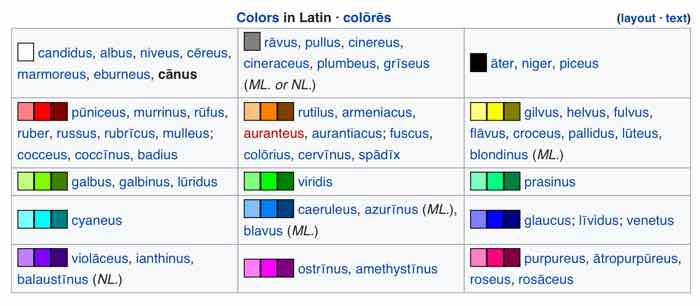 Colors in Latin · colōrēs
(layout · text)
candidus, albus, niveus, cēreus,
marmoreus, eburneus, cānus
rāvus, pullus, cinereus,
cineraceus, plumbeus, grīseus
(ML. or NL.)
āter, niger, piceus
pūniceus, murrinus, rūfus,
ruber, russus, rubrīcus, mulleus;
cocceus, coccīnus, badius
rutilus, armeniacus,
auranteus, aurantiacus; fuscus,
colōrius, cervīnus, spādīx
gilvus, helvus, fulvus,
flāvus, croceus, pallidus, lūteus,
blondinus (ML.)
galbus, galbinus, lūridus
viridis
prasinus
cyaneus
caeruleus, azurīnus (ML.),
blavus (ML.)
glaucus; līvidus; venetus
violāceus, ianthinus,
balaustīnus (NL.)
ostrīnus, amethystīnus
purpureus, ātropurpūreus,
roseus, rosāceus